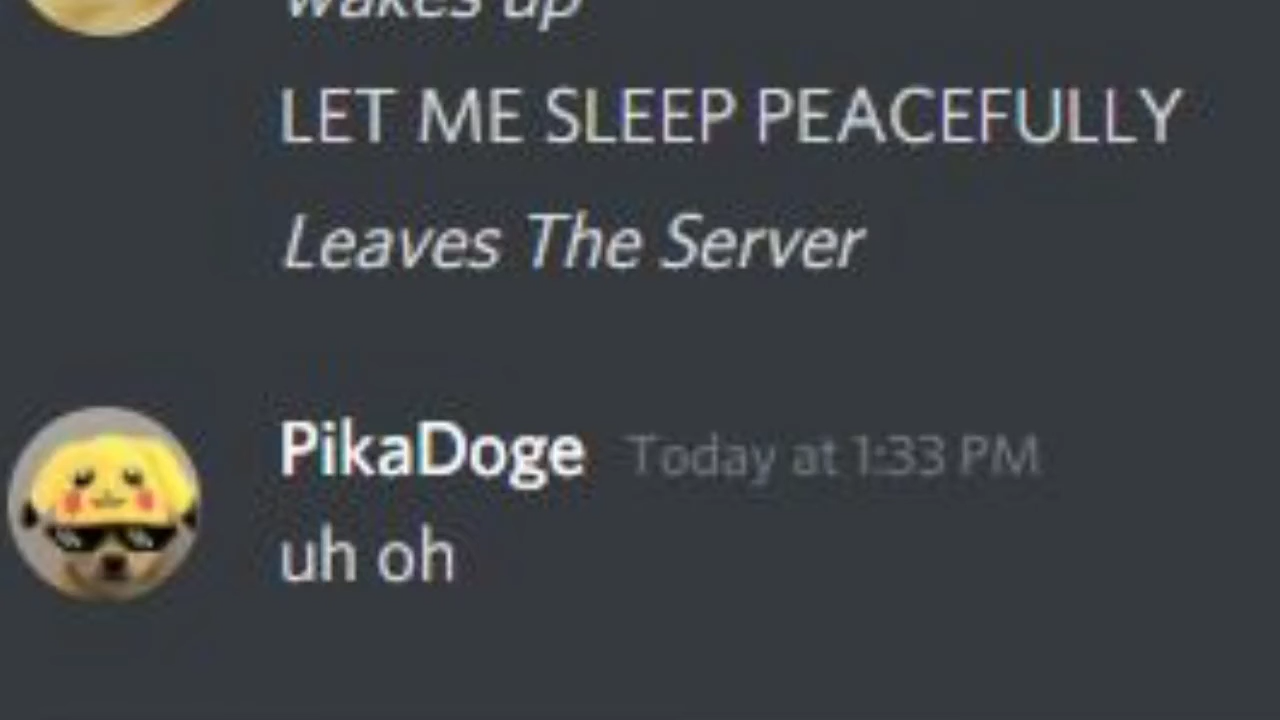 wakes up
LET ME SLEEP PEACEFULLY
Leaves The Server
PikaDoge Today at 1:33 PM
uh oh